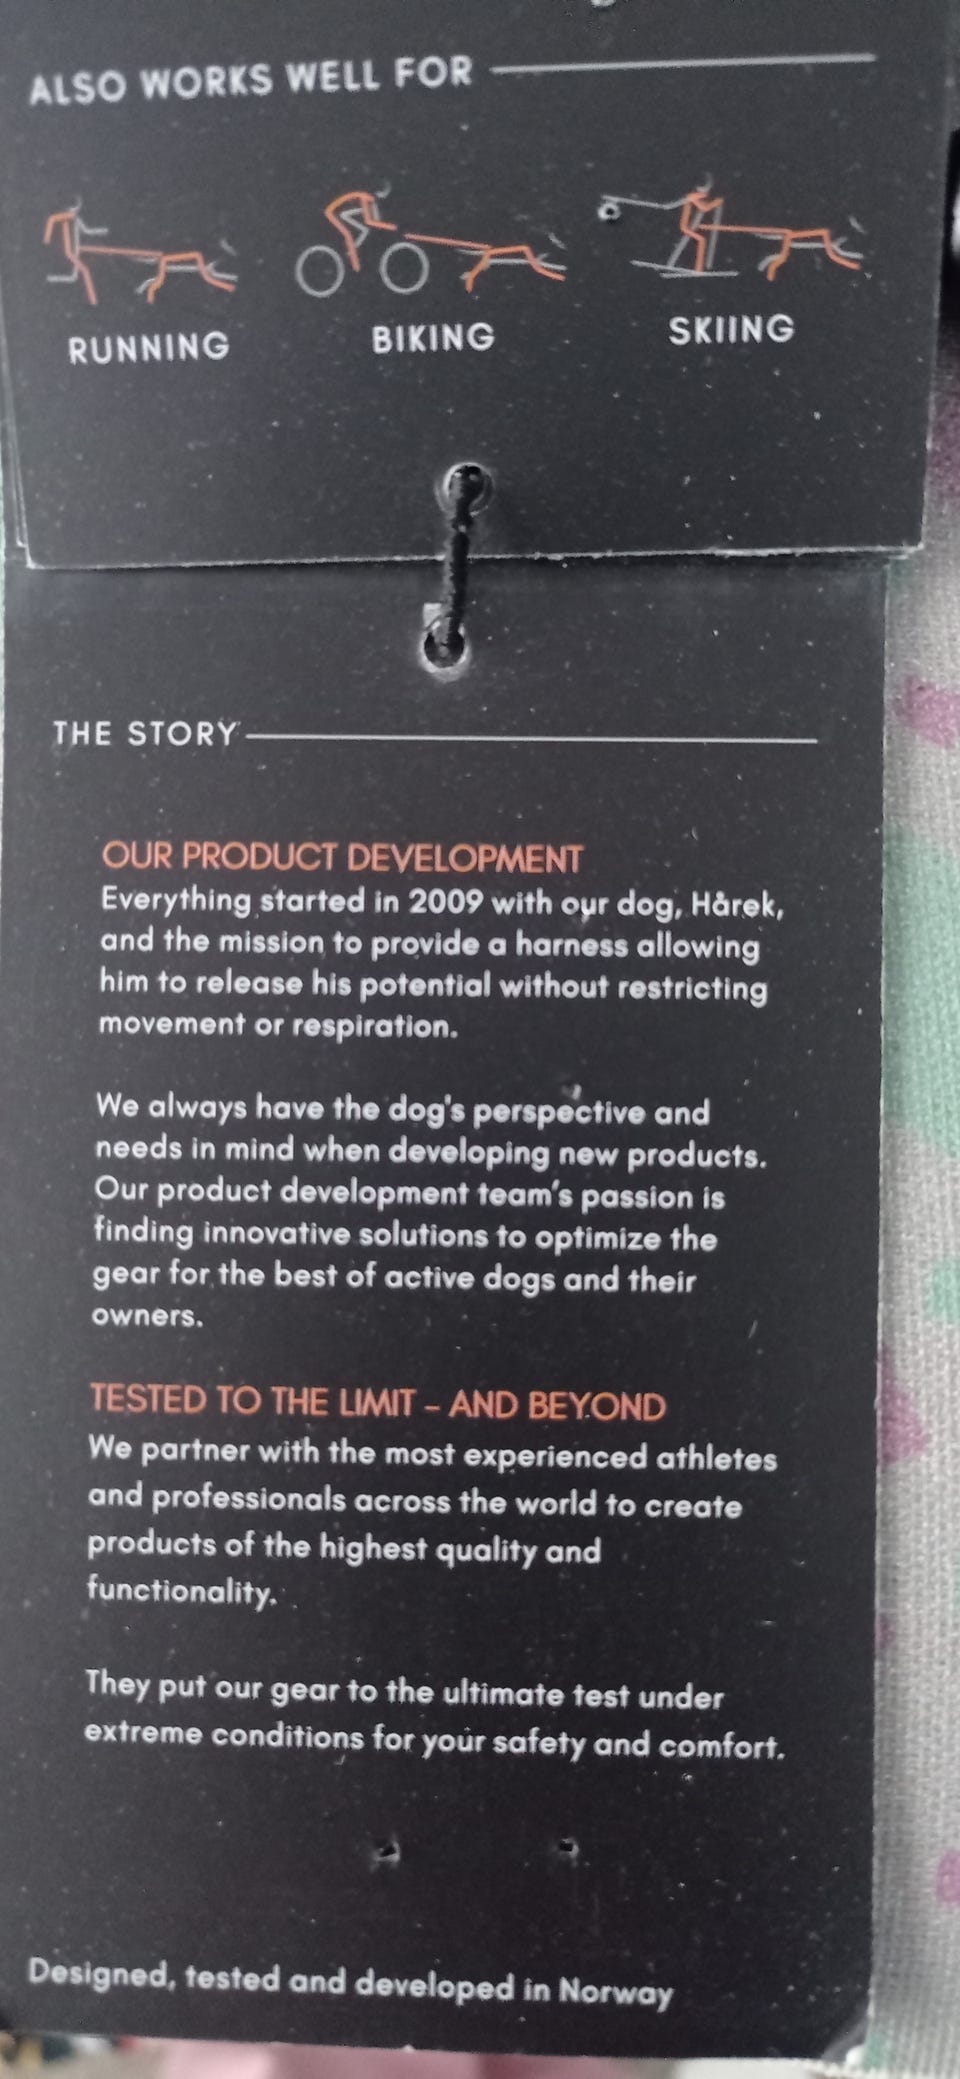 ALSO WORKS WELL FOR
RUNNING
BIKING
SKIING
THE STORY
OUR PRODUCT DEVELOPMENT
Everything started in 2009 with our dog, Hårek,
and the mission to provide a harness allowing
him to release his potential without restricting
movement or respiration.
We always have the dog's perspective and
needs in mind when developing new products.
Our product development team's passion is
finding innovative solutions to optimize the
gear for the best of active dogs and their
owners.
TESTED TO THE LIMIT – AND BEYOND
We partner with the most experienced athletes
and professionals across the world to create
products of the highest quality and
functionality.
They put our gear to the ultimate test under
extreme conditions for your safety and comfort.
Designed, tested and developed in Norway